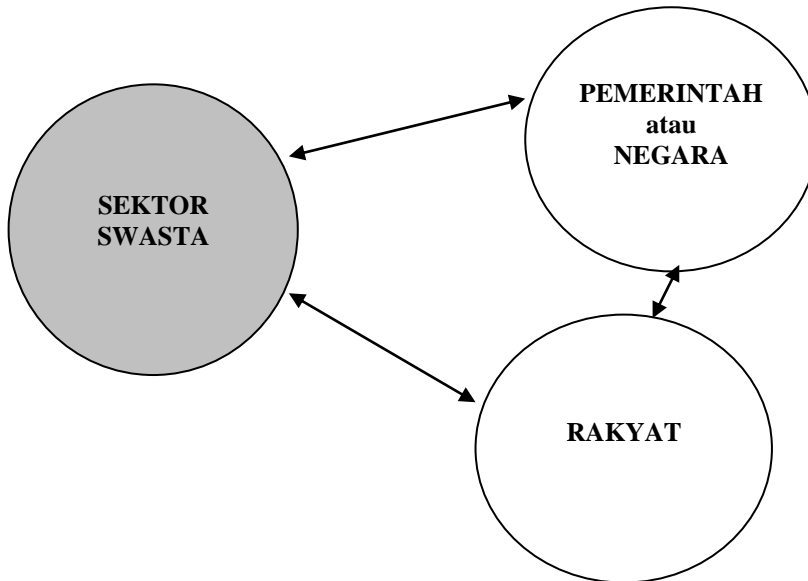 PEMERINTAH
atau
NEGARA
SEKTOR
SWASTA
RAKYAT